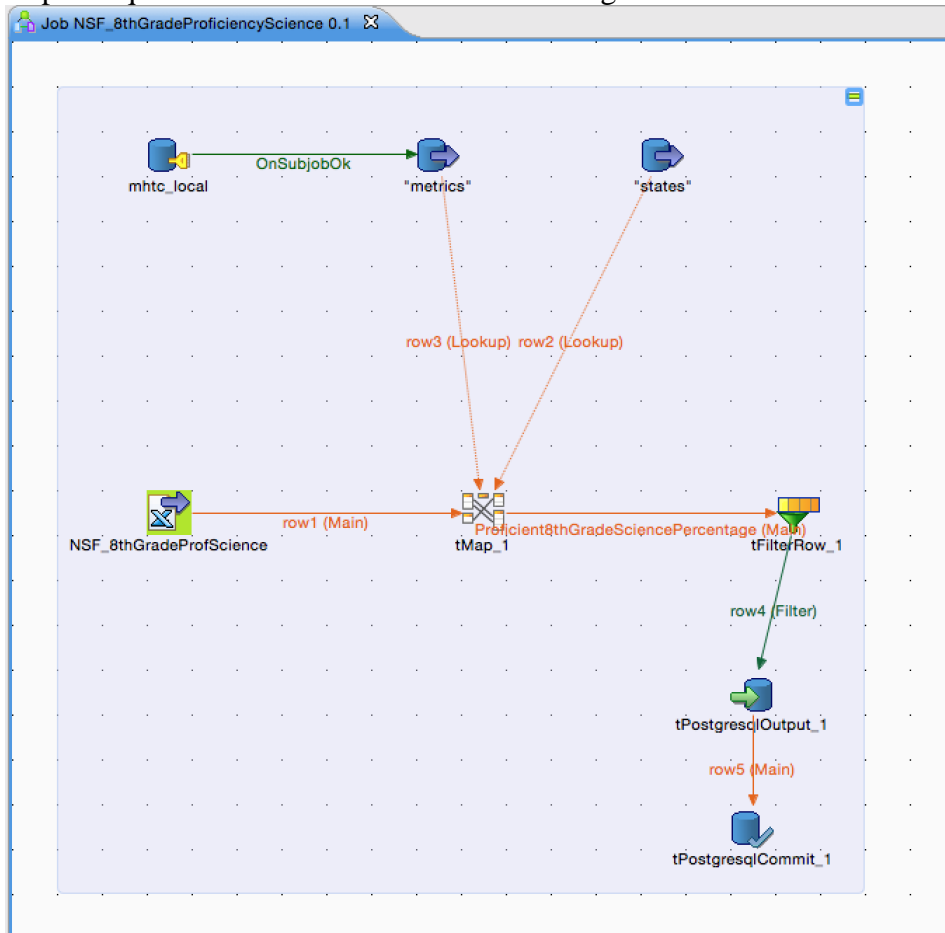 Job NSF_8thGradeProficiencyScience 0.1
OnSubjobOk
mhtc_local
"metrics"
"states"
row3 (Lookup)
row2 (Lookup)
row1 (Main)
Proficient8thGradeSciencePercentage (Main)
NSF_8thGradeProfScience
tMap_1
tFilterRow_1
row4 (Filter)
tPostgresqlOutput_1
row5 (Main)
tPostgresqlCommit_1